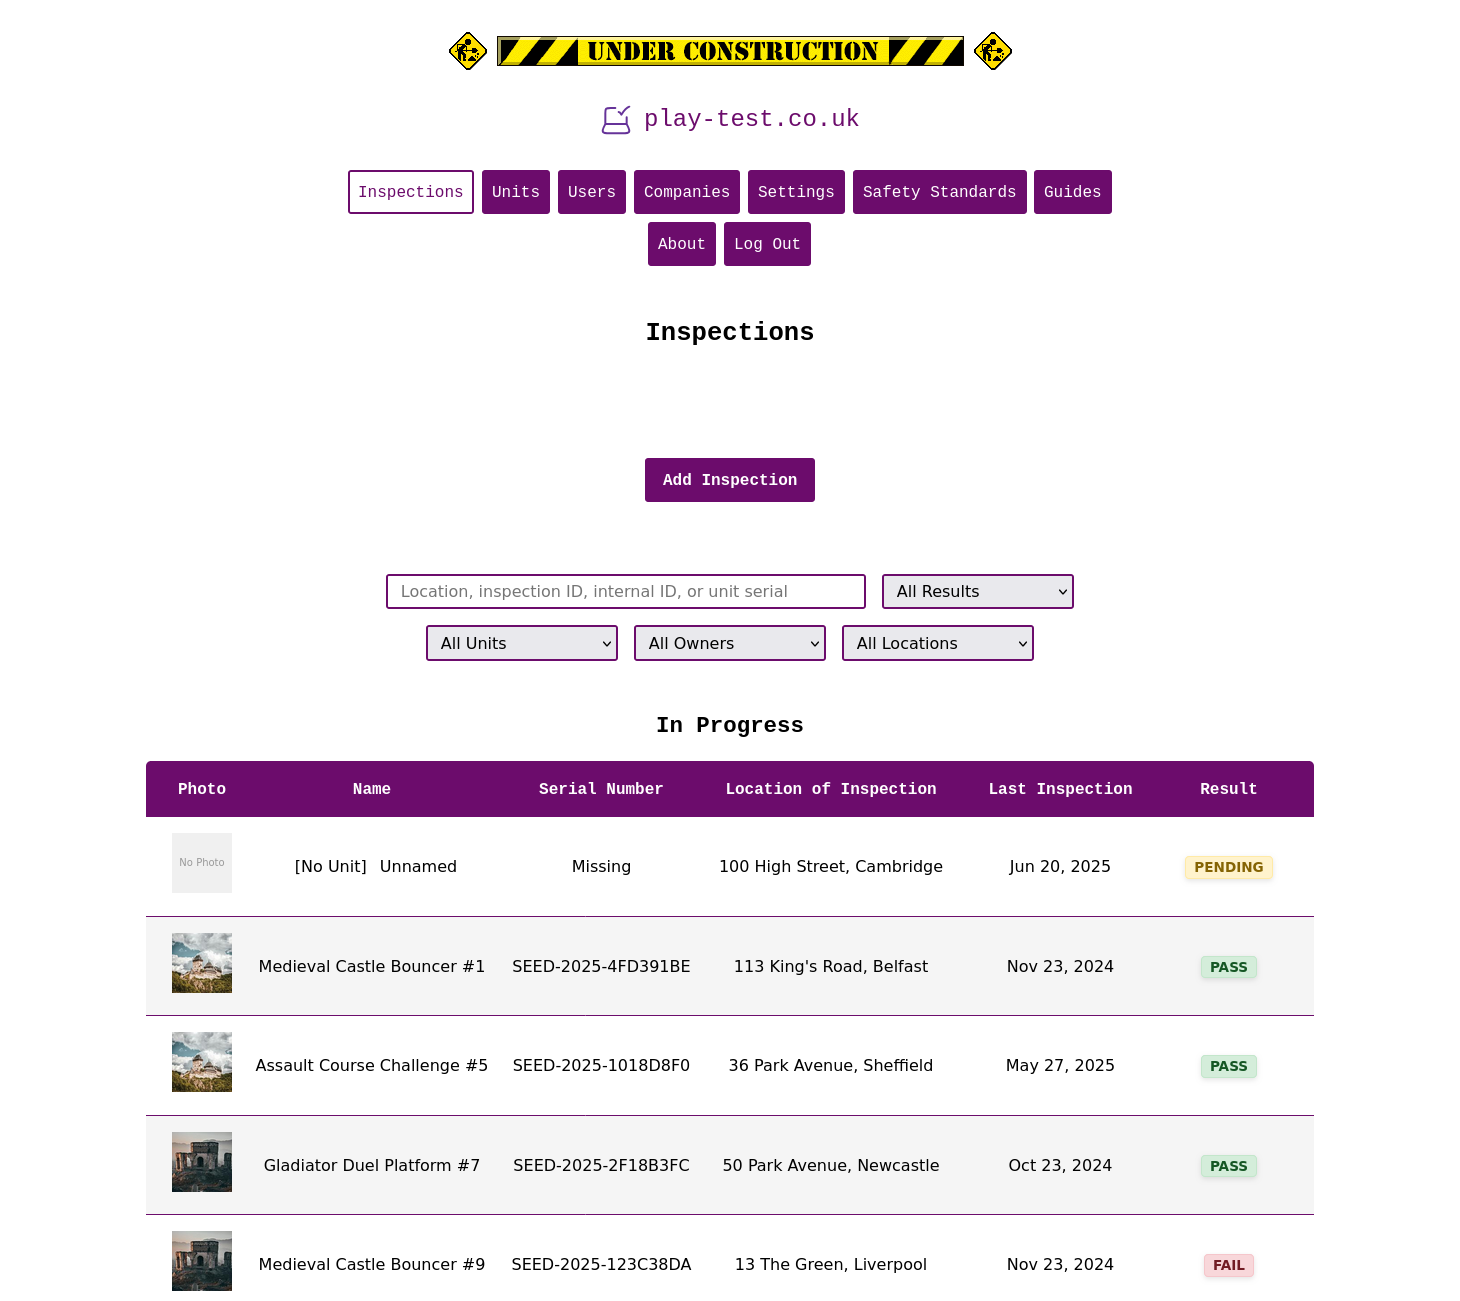 UNDER CONSTRUCTION
play-test.co.uk
Inspections Units Users Companies Settings Safety Standards Guides
About Log Out
Inspections
Add Inspection
Location, inspection ID, internal ID, or unit serial All Results
All Units All Owners All Locations
In Progress
Photo Name Serial Number Location of Inspection Last Inspection Result
No Photo [No Unit] Unnamed Missing 100 High Street, Cambridge Jun 20, 2025 PENDING
Medieval Castle Bouncer #1 SEED-2025-4FD391BE 113 King's Road, Belfast Nov 23, 2024 PASS
Assault Course Challenge #5 SEED-2025-1018D8F0 36 Park Avenue, Sheffield May 27, 2025 PASS
Gladiator Duel Platform #7 SEED-2025-2F18B3FC 50 Park Avenue, Newcastle Oct 23, 2024 PASS
Medieval Castle Bouncer #9 SEED-2025-123C38DA 13 The Green, Liverpool Nov 23, 2024 FAIL